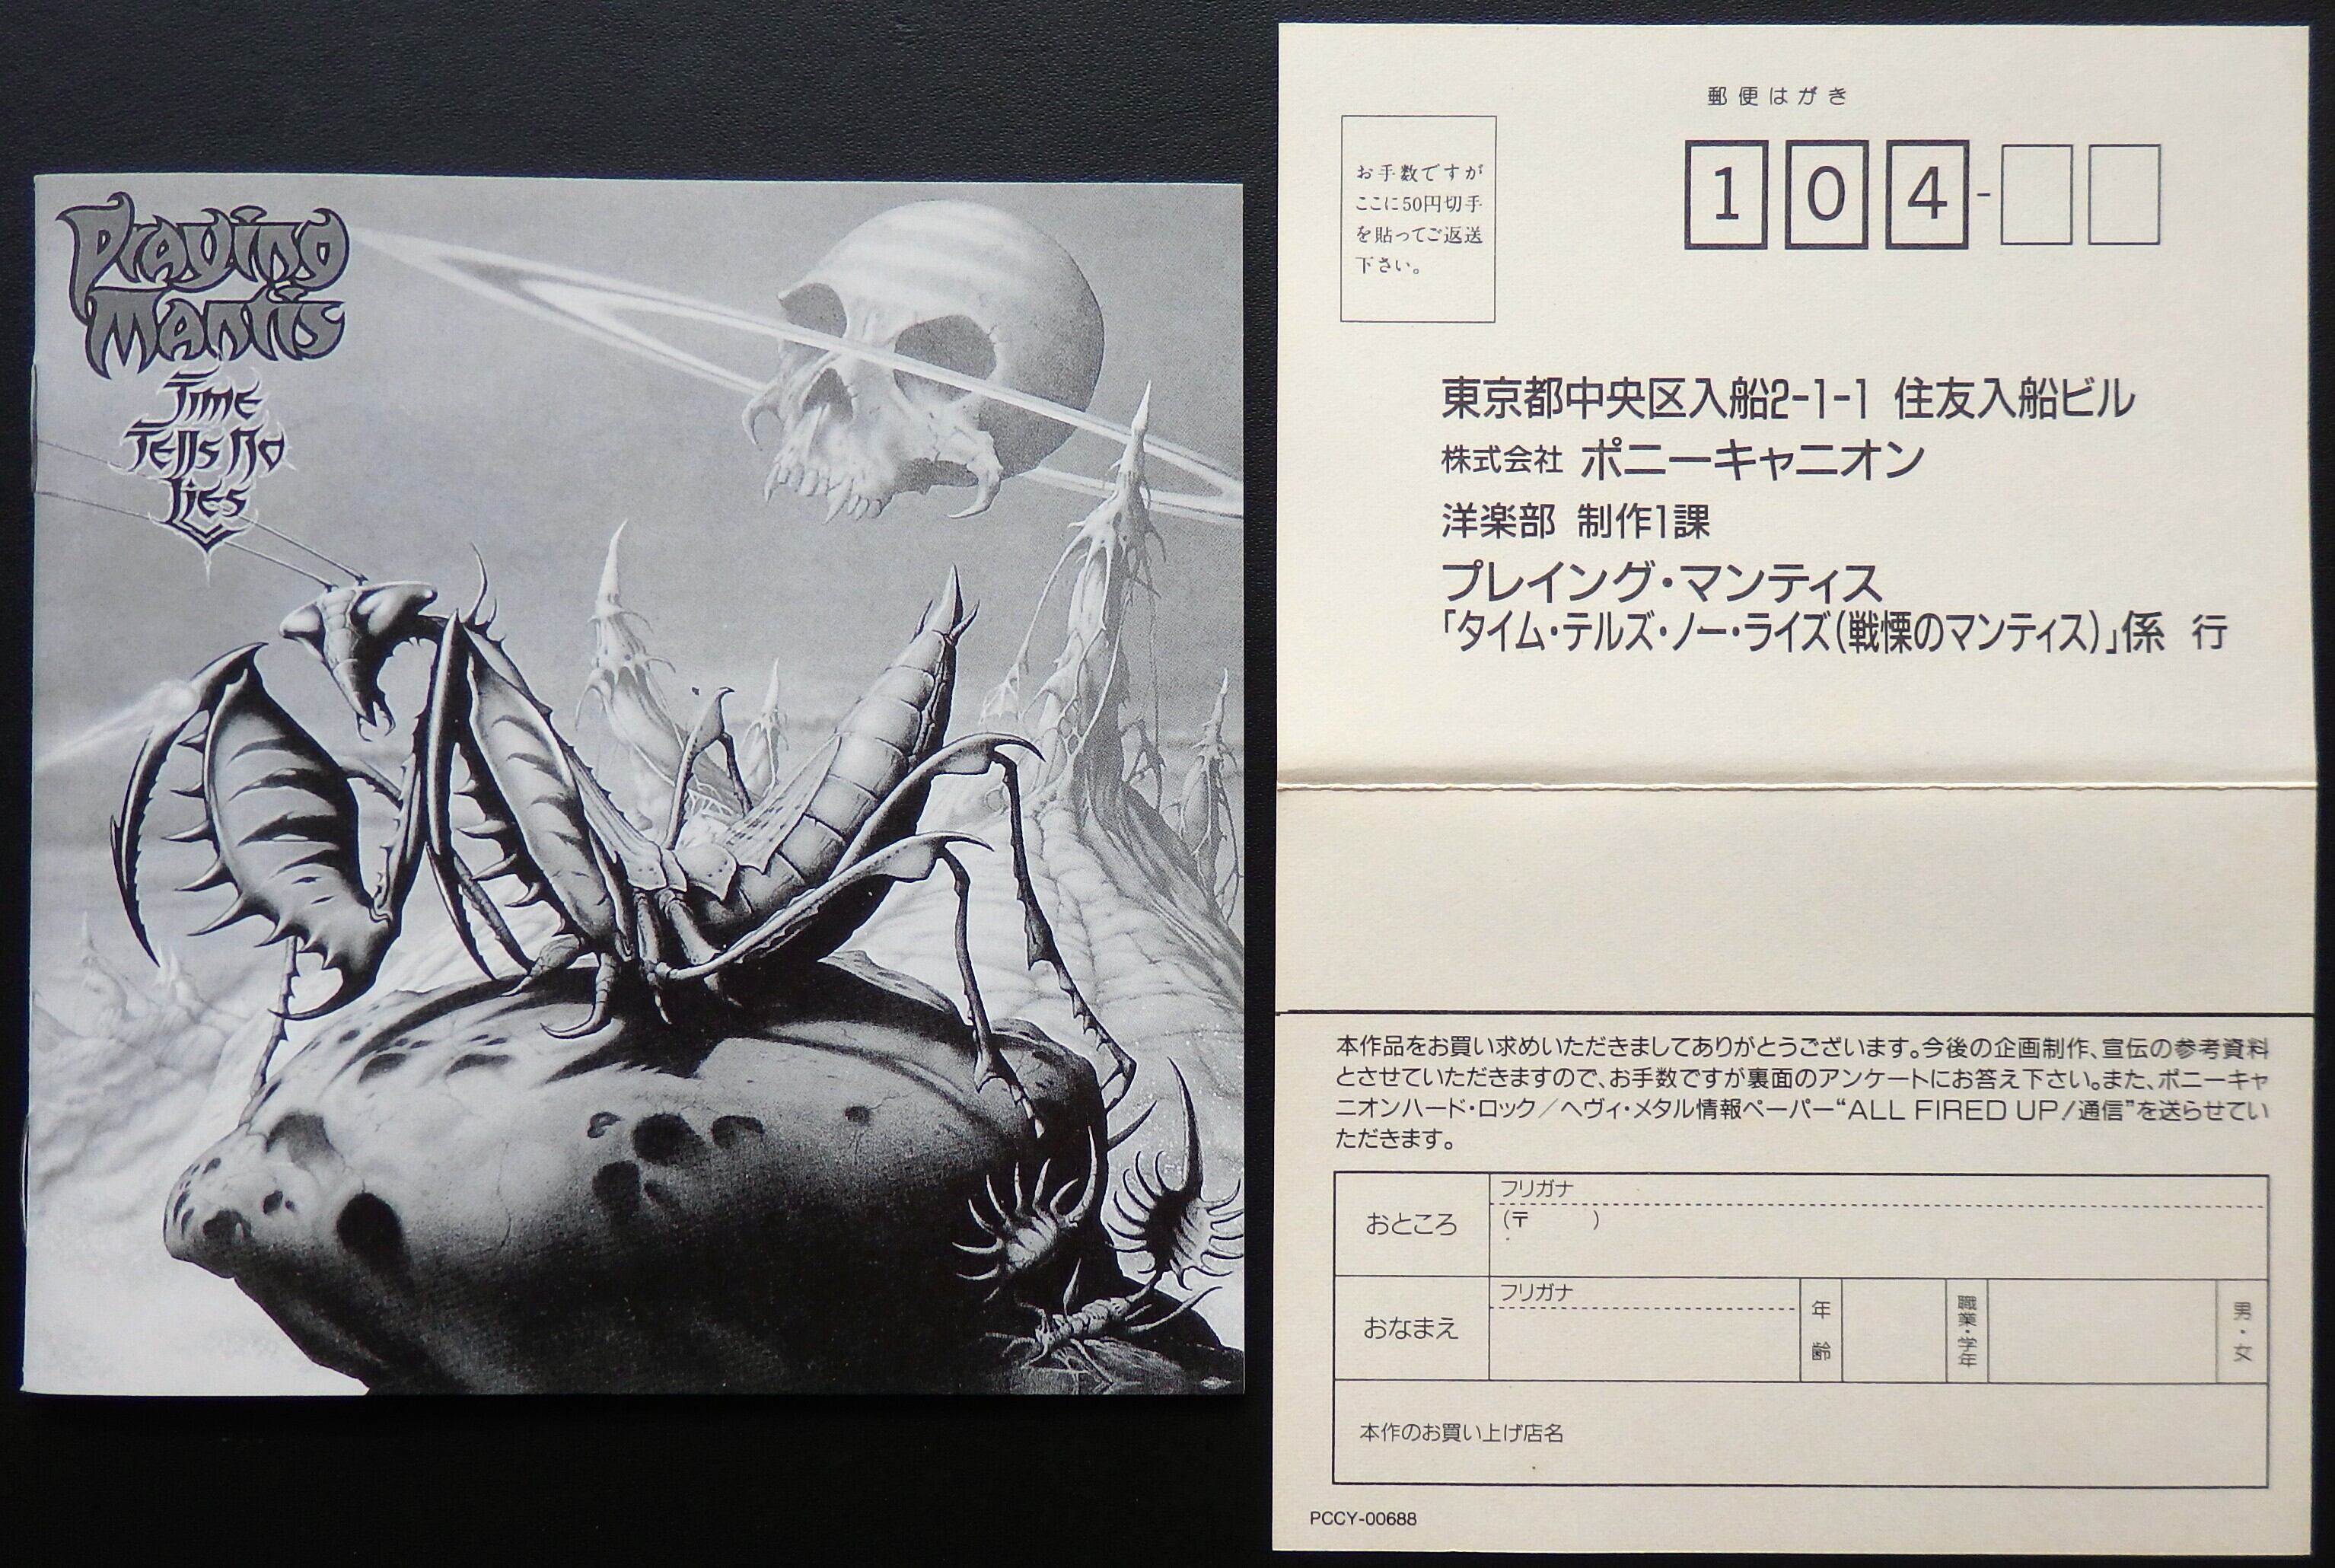 Praying
Mantis
Time
Tells No
Lies
郵便はがき
お手数ですが
ここに50円切手
を貼ってご返送
下さい。
104-
東京都中央区入船2-1-1 住友入船ビル
株式会社 ポニーキャニオン
洋楽部 制作1課
プレイング・マンティス
「タイム・テルズ・ノー・ライズ(戦慄のマンティス)」係 行
本作品をお買い求めいただきましてありがとうございます。今後の企画制作、宣伝の参考資料
とさせていただきますので、お手数ですが裏面のアンケートにお答え下さい。また、ポニーキャ
ニオンハード・ロック/ヘヴィ・メタル情報ペーパー“ALL FIRED UP!通信”を送らせてい
ただきます。
おところ
フリガナ
(〒 )
おなまえ
フリガナ
年齢
職業・学年
男・女
本作のお買い上げ店名
PCCY-00688